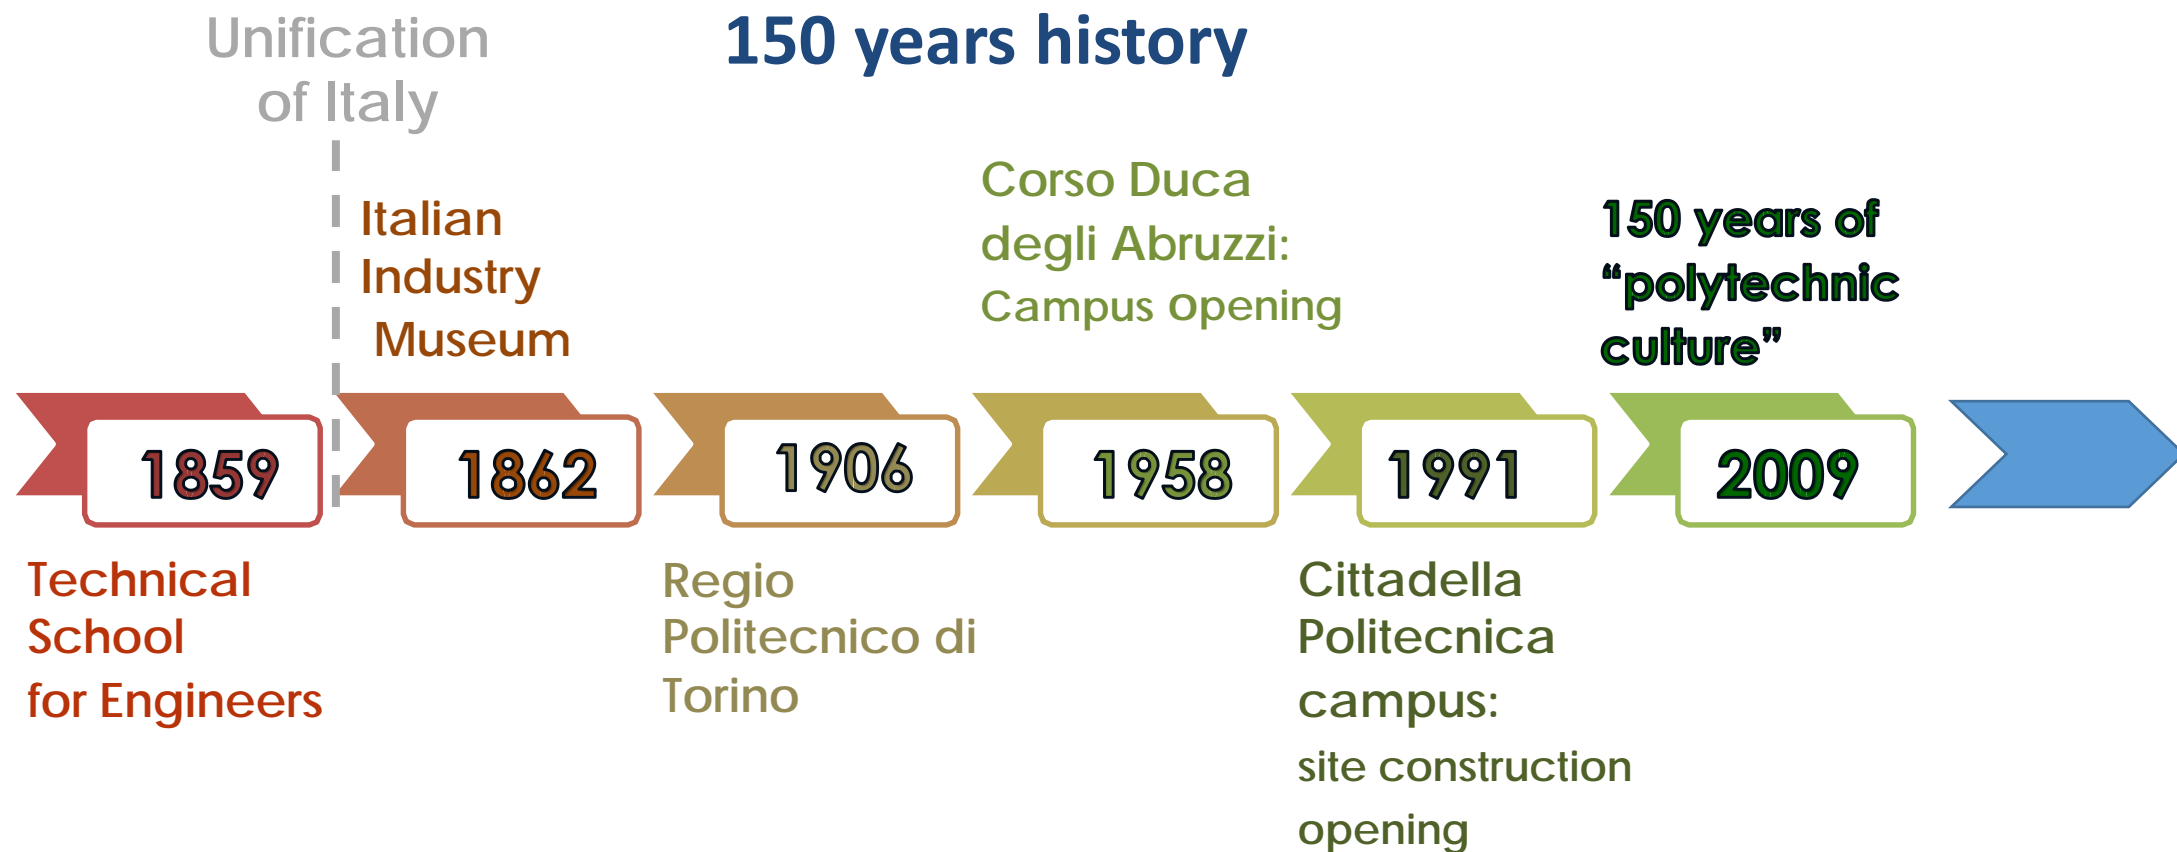 Unification
of Italy
150 years history
Italian
Industry
Museum
Corso Duca
degli Abruzzi:
Campus opening
150 years of
“polytechnic
culture”
1859
1862
1906
1958
1991
2009
Technical
School
for Engineers
Regio
Politecnico di
Torino
Cittadella
Politecnica
campus:
site construction
opening